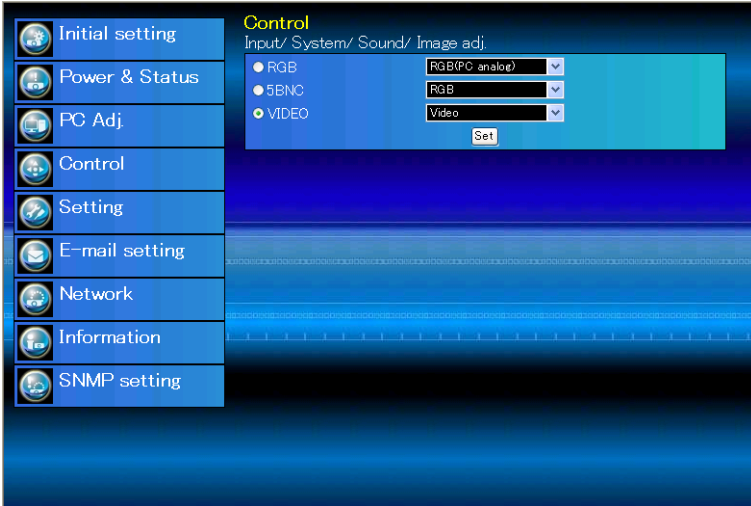 Initial setting
Power & Status
PC Adj.
Control
Setting
E-mail setting
Network
Information
SNMP setting
Control
Input/ System/ Sound/ Image adj.
RGB RGB(PC analog)
5BNC RGB
VIDEO Video
Set